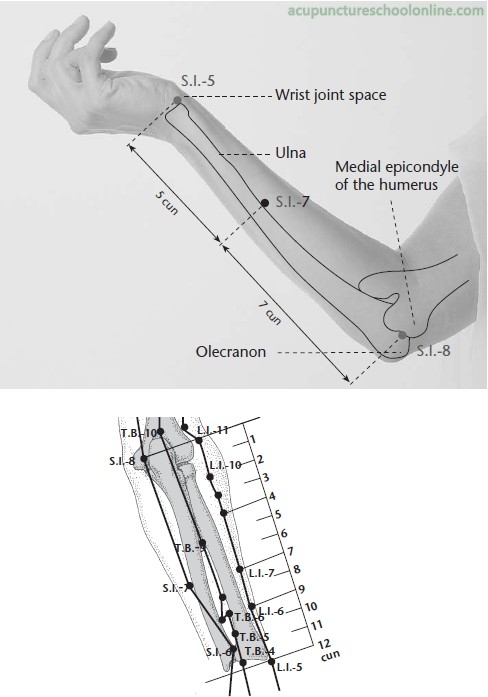 acupunctureschoolonline.com
S.I.-5
Wrist joint space
Ulna
Medial epicondyle
of the humerus
S.I.-7
5 cun
7 cun
Olecranon
S.I.-8
T.B.-10
L.I.-11
S.I.-8
L.I.-10
1
2
3
4
5
6
T.B.-9
7
L.I.-7
8
S.I.-7
9
L.I.-6
10
T.B.-6
11
T.B.-5
12
cun
S.I.-6
T.B.-4
L.I.-5